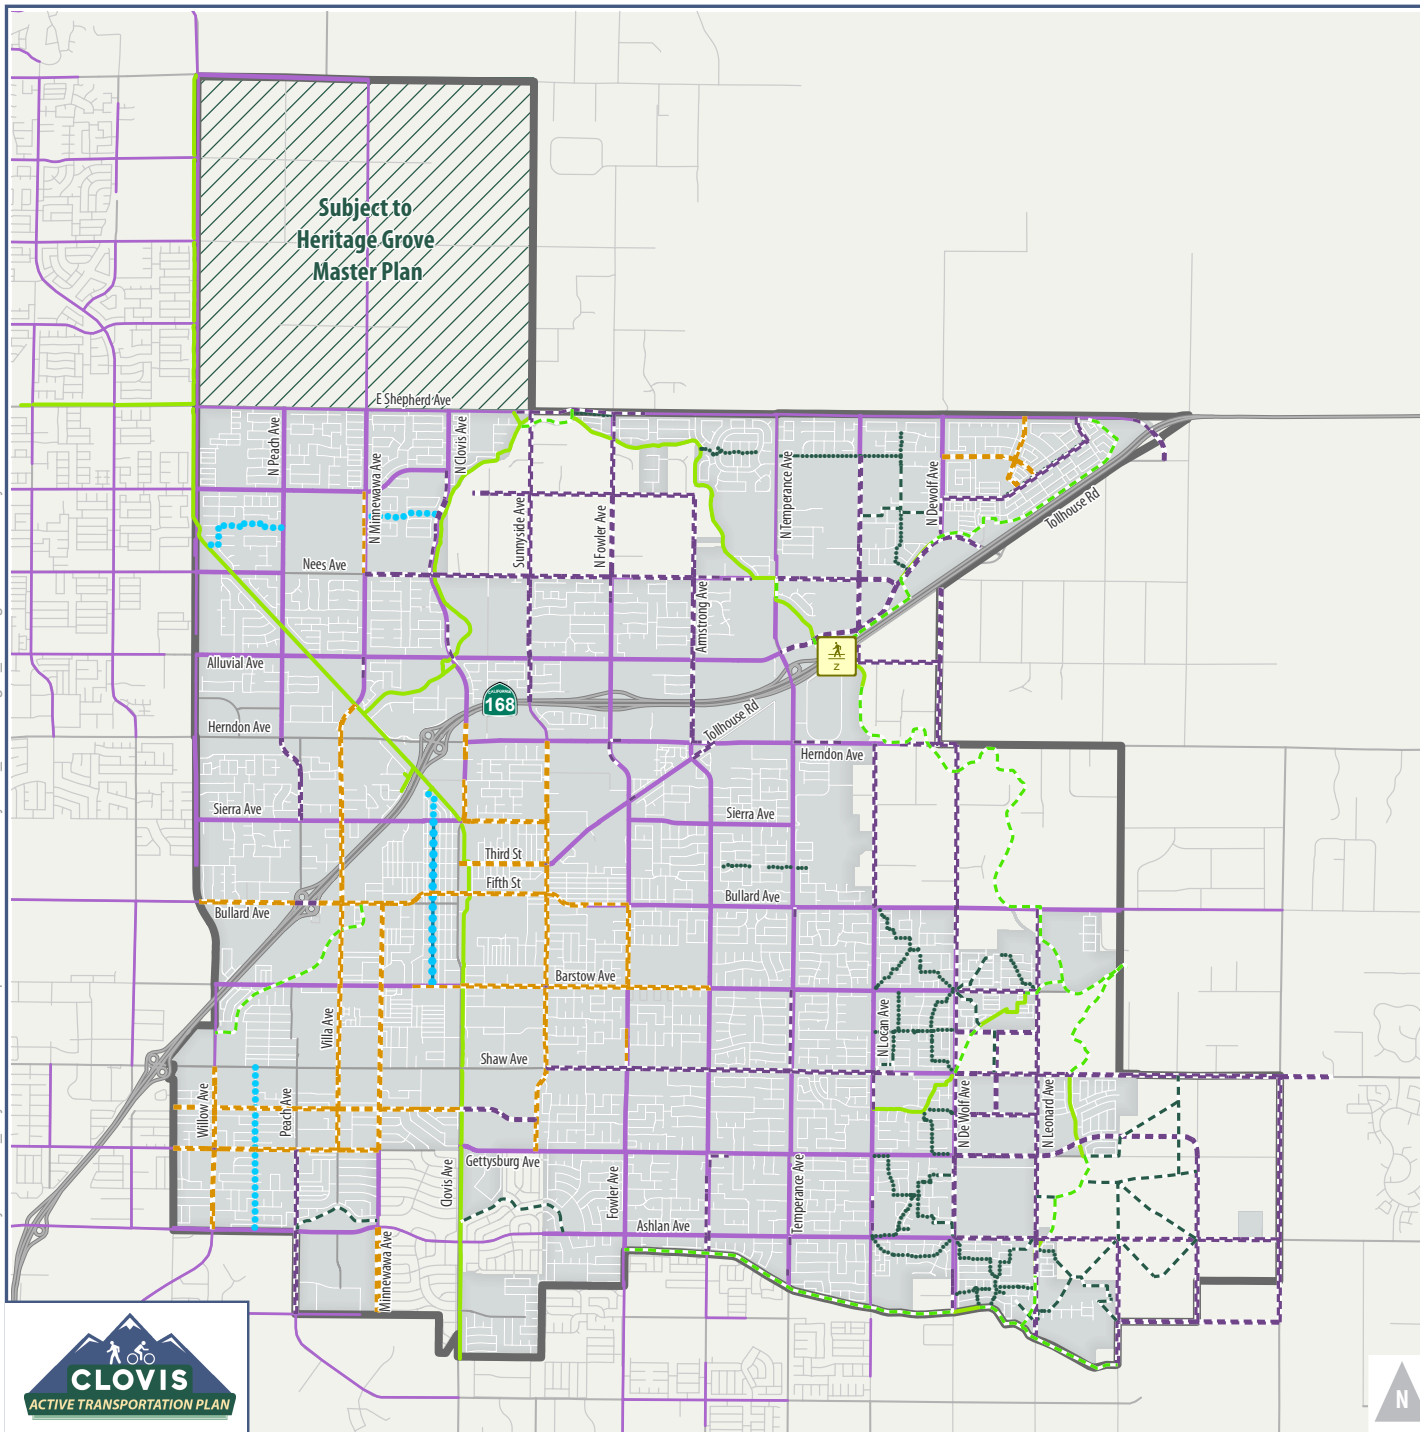 Subject to
Heritage Grove
Master Plan
E Shepherd Ave
N Peach Ave
N Minnewawa Ave
N Clovis Ave
Sunnyside Ave
N Fowler Ave
N Temperance Ave
N Dewolf Ave
Tollhouse Rd
Nees Ave
Armstrong Ave
Alluvial Ave
Z
CALIFORNIA
168
Tollhouse Rd
Herndon Ave
Herndon Ave
Sierra Ave
Sierra Ave
Third St
Fifth St
Bullard Ave
Bullard Ave
Barstow Ave
Villa Ave
N Locan Ave
Shaw Ave
Willow Ave
Peach Ave
N De Wolf Ave
N Leonard Ave
Gettysburg Ave
Clovis Ave
Fowler Ave
Temperance Ave
Ashlan Ave
Minnewawa Ave
CLOVIS
ACTIVE TRANSPORTATION PLAN
N